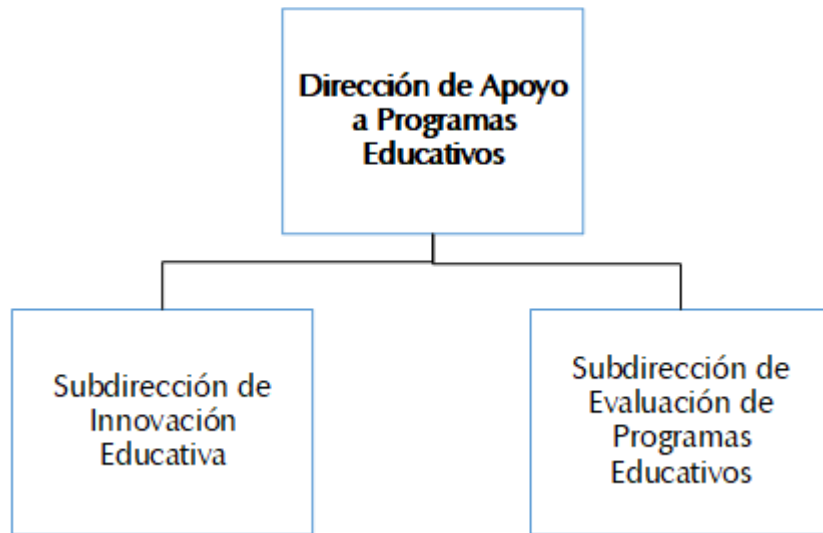 Dirección de Apoyo
a Programas
Educativos
Subdirección de
Innovación
Educativa
Subdirección de
Evaluación de
Programas
Educativos